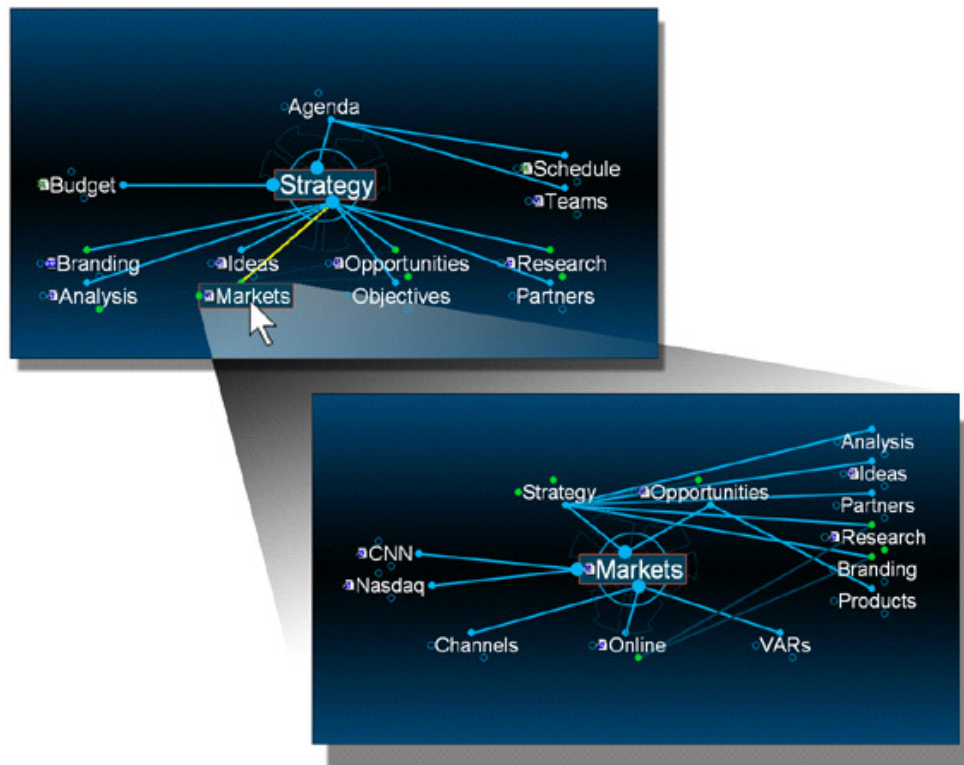 Agenda
Schedule
Budget
Strategy
Teams
Branding
Ideas
Opportunities
Research
Analysis
Markets
Objectives
Partners
Analysis
Ideas
Strategy
Opportunities
Partners
Research
CNN
Markets
Branding
Nasdaq
Products
Channels
Online
VARs